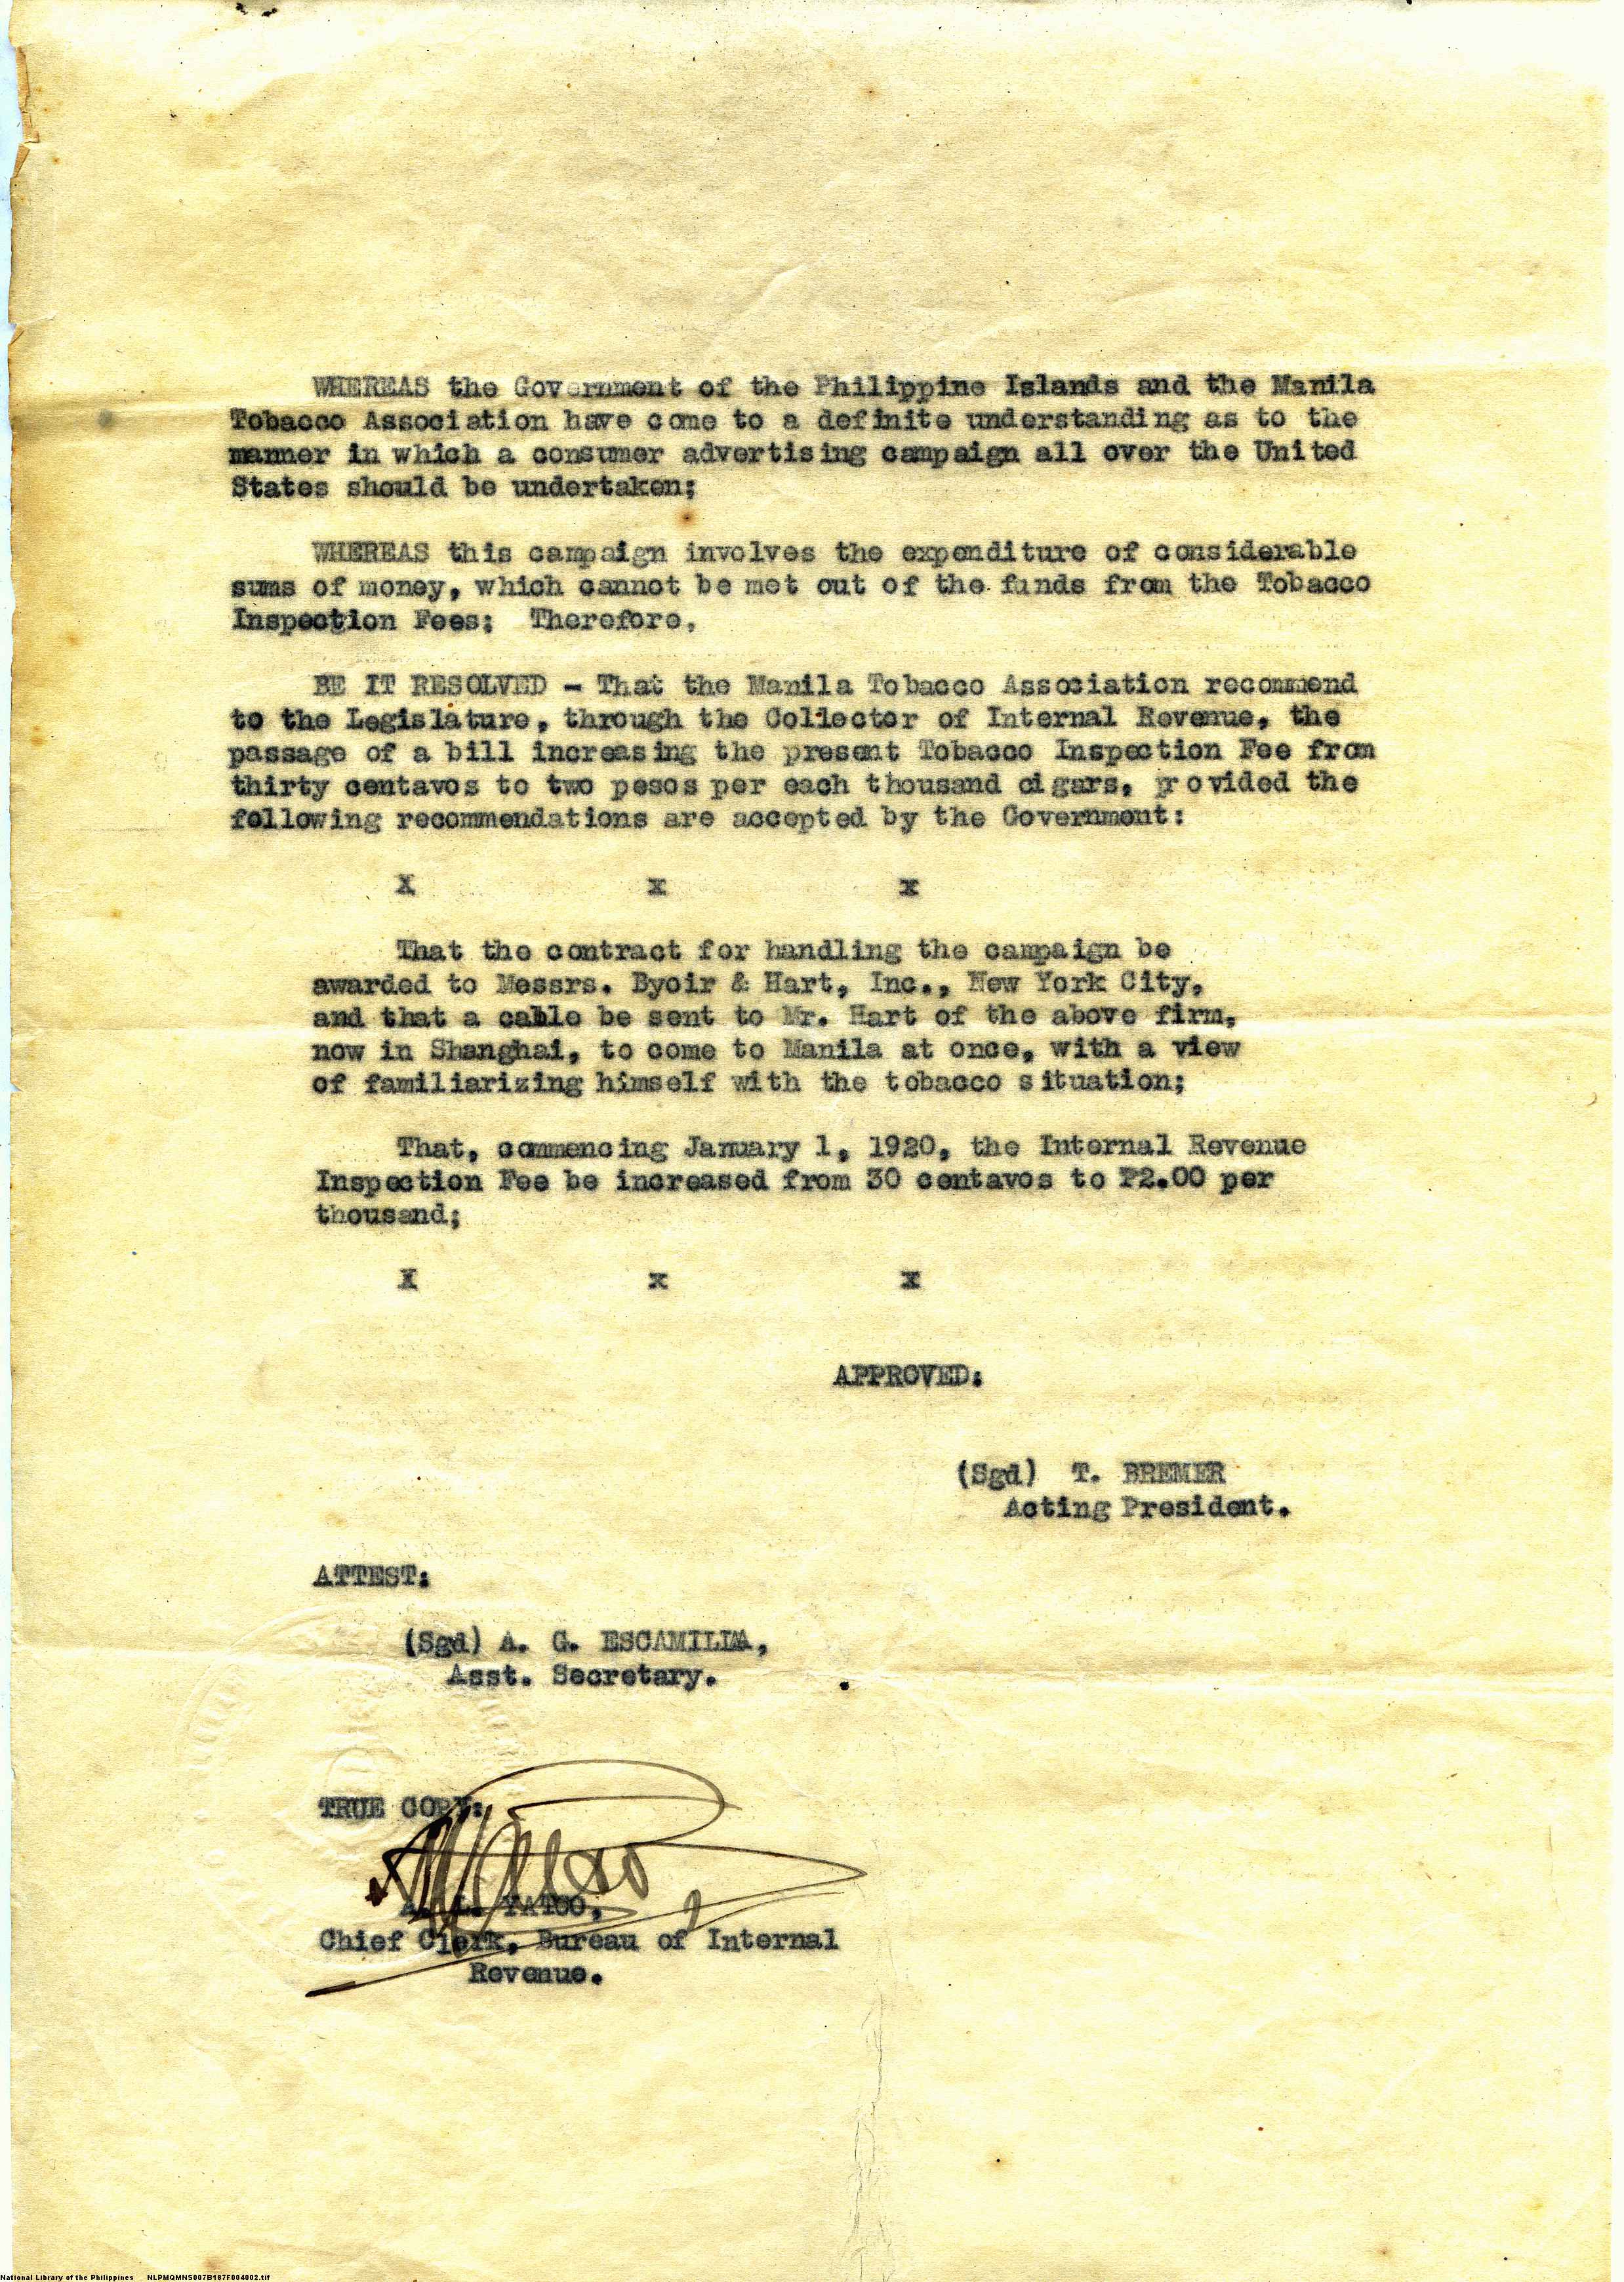 WHEREAS the Government of the Philippine Islands and the Manila
Tobacco Association have come to a definite understanding as to the
manner in which a consumer advertising campaign all over the United
States should be undertaken;
WHEREAS this campaign involves the expenditure of considerable
sums of money, which cannot be met out of the funds from the Tobacco
Inspection Fees; Therefore,
BE IT RESOLVED - That the Manila Tobacco Association recommend
to the Legislature, through the Collector of Internal Revenue, the
passage of a bill increasing the present Tobacco Inspection Fee from
thirty centavos to two pesos per each thousand cigars, provided the
following recommendations are accepted by the Government:
x x x
That the contract for handling the campaign be
awarded to Messrs. Byoir & Hart, Inc., New York City,
and that a cable be sent to Mr. Hart of the above firm,
now in Shanghai, to come to Manila at once, with a view
of familiarizing himself with the tobacco situation;
That, commencing January 1, 1920, the Internal Revenue
Inspection Fee be increased from 30 centavos to ₱2.00 per
thousand;
x x x
APPROVED:
(Sgd) T. BREMER
Acting President.
ATTEST:
(Sgd) A. G. ESCAMILLA,
Asst. Secretary.
TRUE COPY:
YATCO,
Chief Clerk, Bureau of Internal
Revenue.
National Library of the Philippines NLPMQMNS007B187F004002.tif